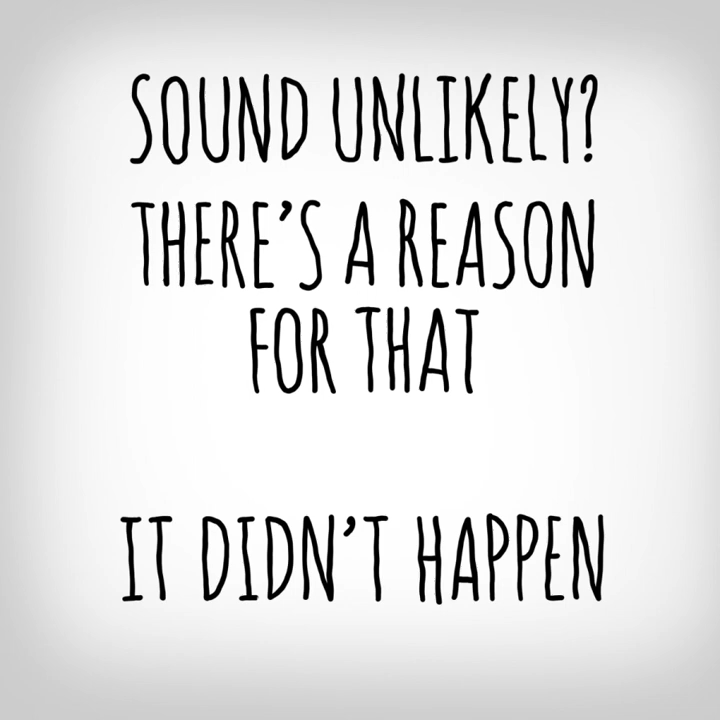 SOUND UNLIKELY?
THERE'S A REASON
FOR THAT
IT DIDN'T HAPPEN